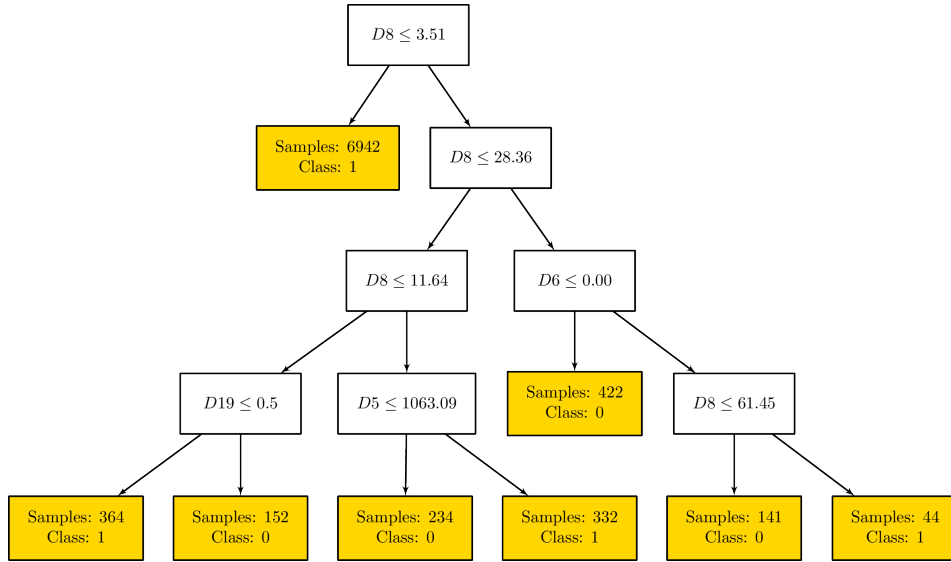 D8 ≤ 3.51
Samples: 6942
Class: 1
D8 ≤ 28.36
D8 ≤ 11.64
D6 ≤ 0.00
D19 ≤ 0.5
D5 ≤ 1063.09
Samples: 422
Class: 0
D8 ≤ 61.45
Samples: 364
Class: 1
Samples: 152
Class: 0
Samples: 234
Class: 0
Samples: 332
Class: 1
Samples: 141
Class: 0
Samples: 44
Class: 1